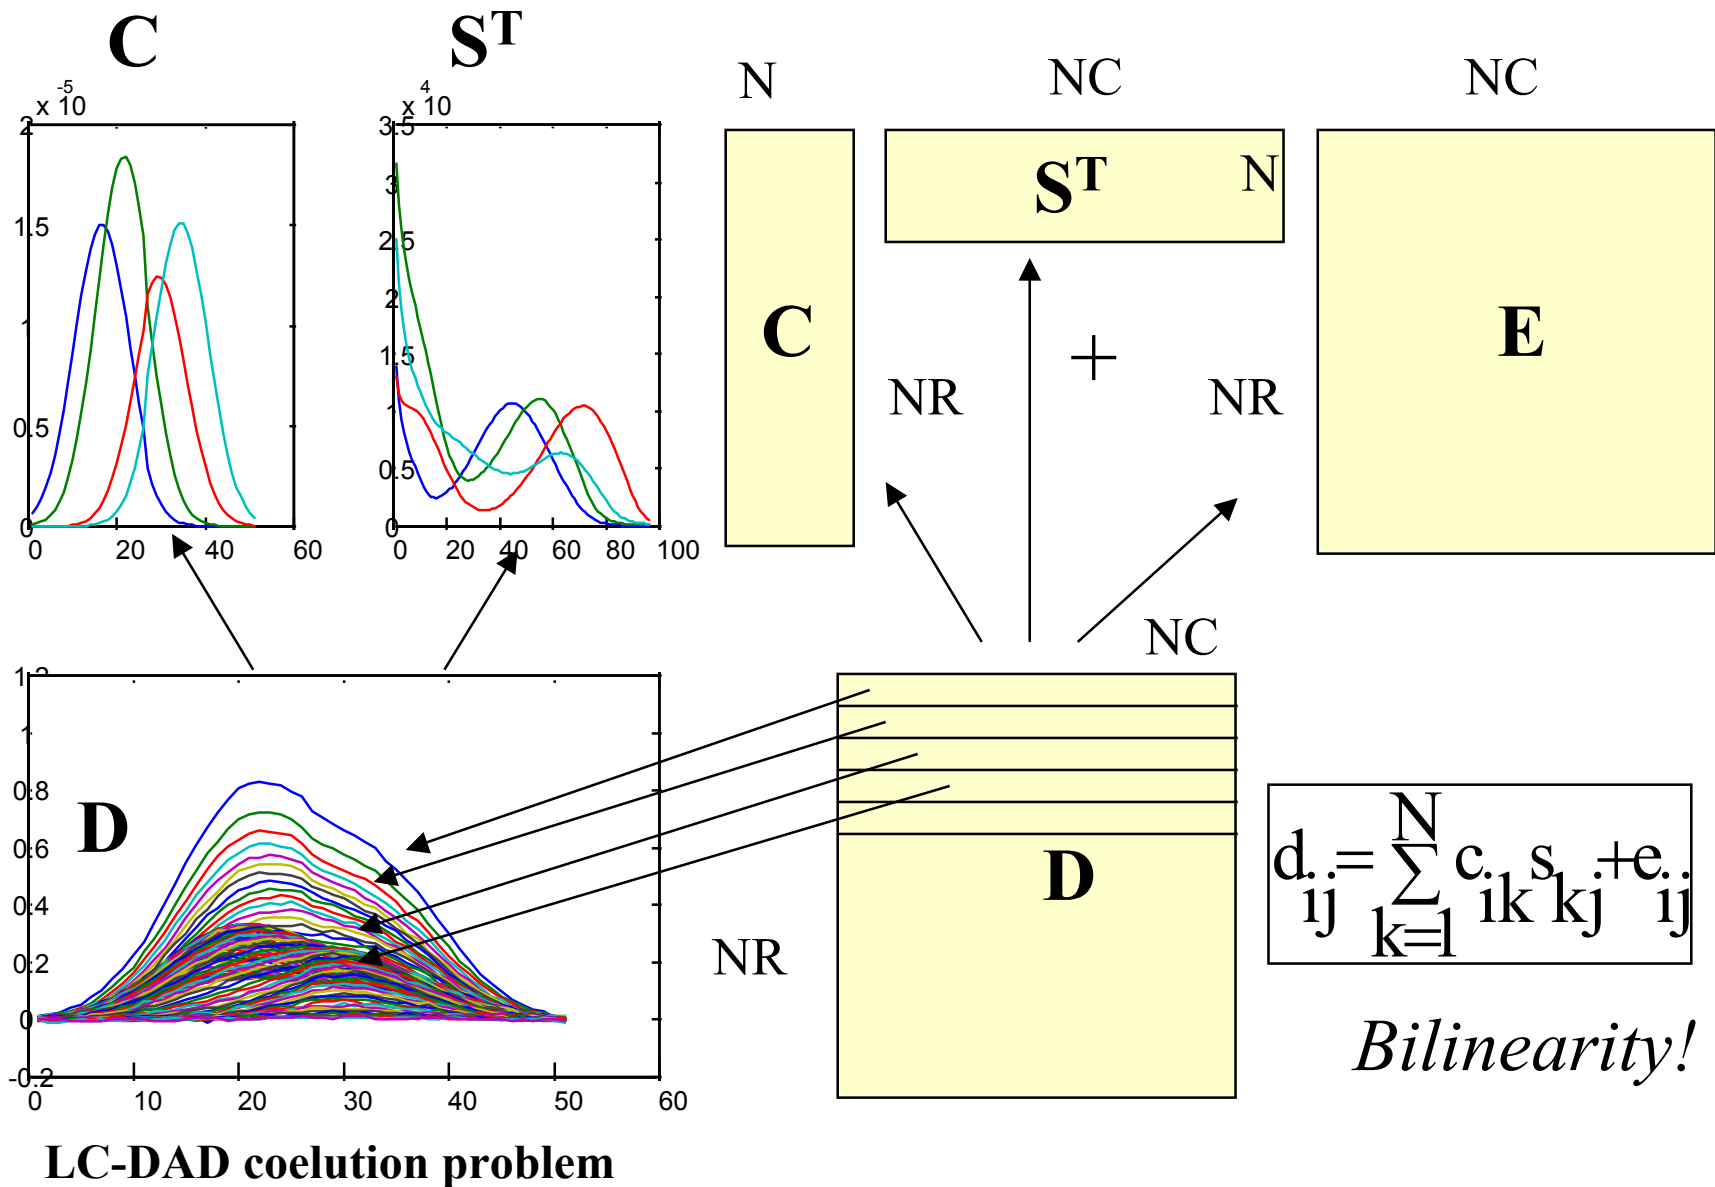 C
S^T
N
NC
NC
x 10^-5
x 10^4
2
1.5
1
0.5
0
0 20 40 60
3.5
3
2.5
2
1.5
1
0.5
0
0 20 40 60 80 100
C
S^T
N
E
+
NR
NR
NC
1.2
1
0.8
0.6
0.4
0.2
0
-0.2
0 10 20 30 40 50 60
D
NR
D
d_ij = ∑_{k=1}^{N} c_ik s_kj + e_ij
Bilinearity!
LC-DAD coelution problem